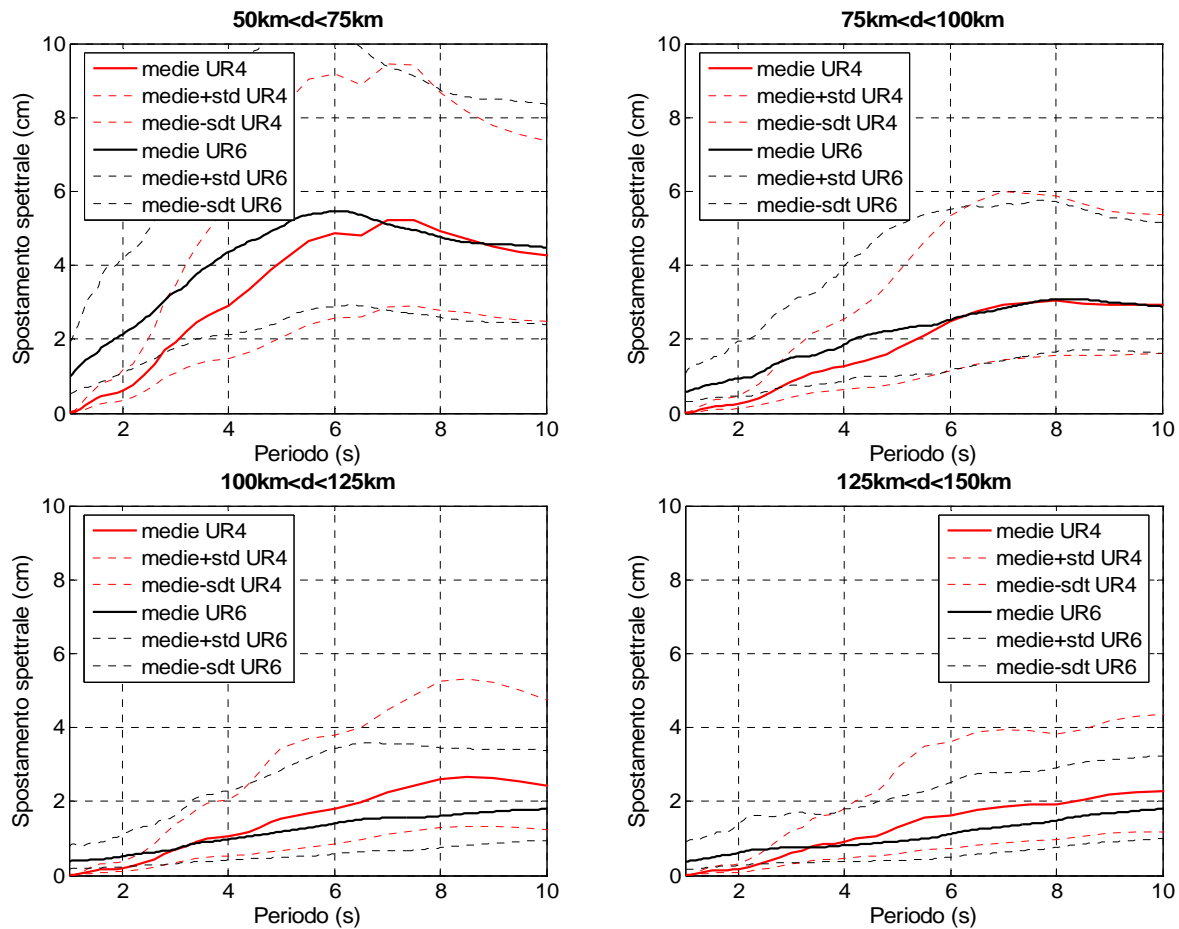 50km<d<75km
10
8
6
4
2
0
Spostamento spettrale (cm)
medie UR4
medie+std UR4
medie-sdt UR4
medie UR6
medie+std UR6
medie-sdt UR6
2
4
6
8
10
Periodo (s)
75km<d<100km
10
8
6
4
2
0
Spostamento spettrale (cm)
medie UR4
medie+std UR4
medie-sdt UR4
medie UR6
medie+std UR6
medie-sdt UR6
2
4
6
8
10
Periodo (s)
100km<d<125km
10
8
6
4
2
0
Spostamento spettrale (cm)
medie UR4
medie+std UR4
medie-sdt UR4
medie UR6
medie+std UR6
medie-sdt UR6
2
4
6
8
10
Periodo (s)
125km<d<150km
10
8
6
4
2
0
Spostamento spettrale (cm)
medie UR4
medie+std UR4
medie-sdt UR4
medie UR6
medie+std UR6
medie-sdt UR6
2
4
6
8
10
Periodo (s)